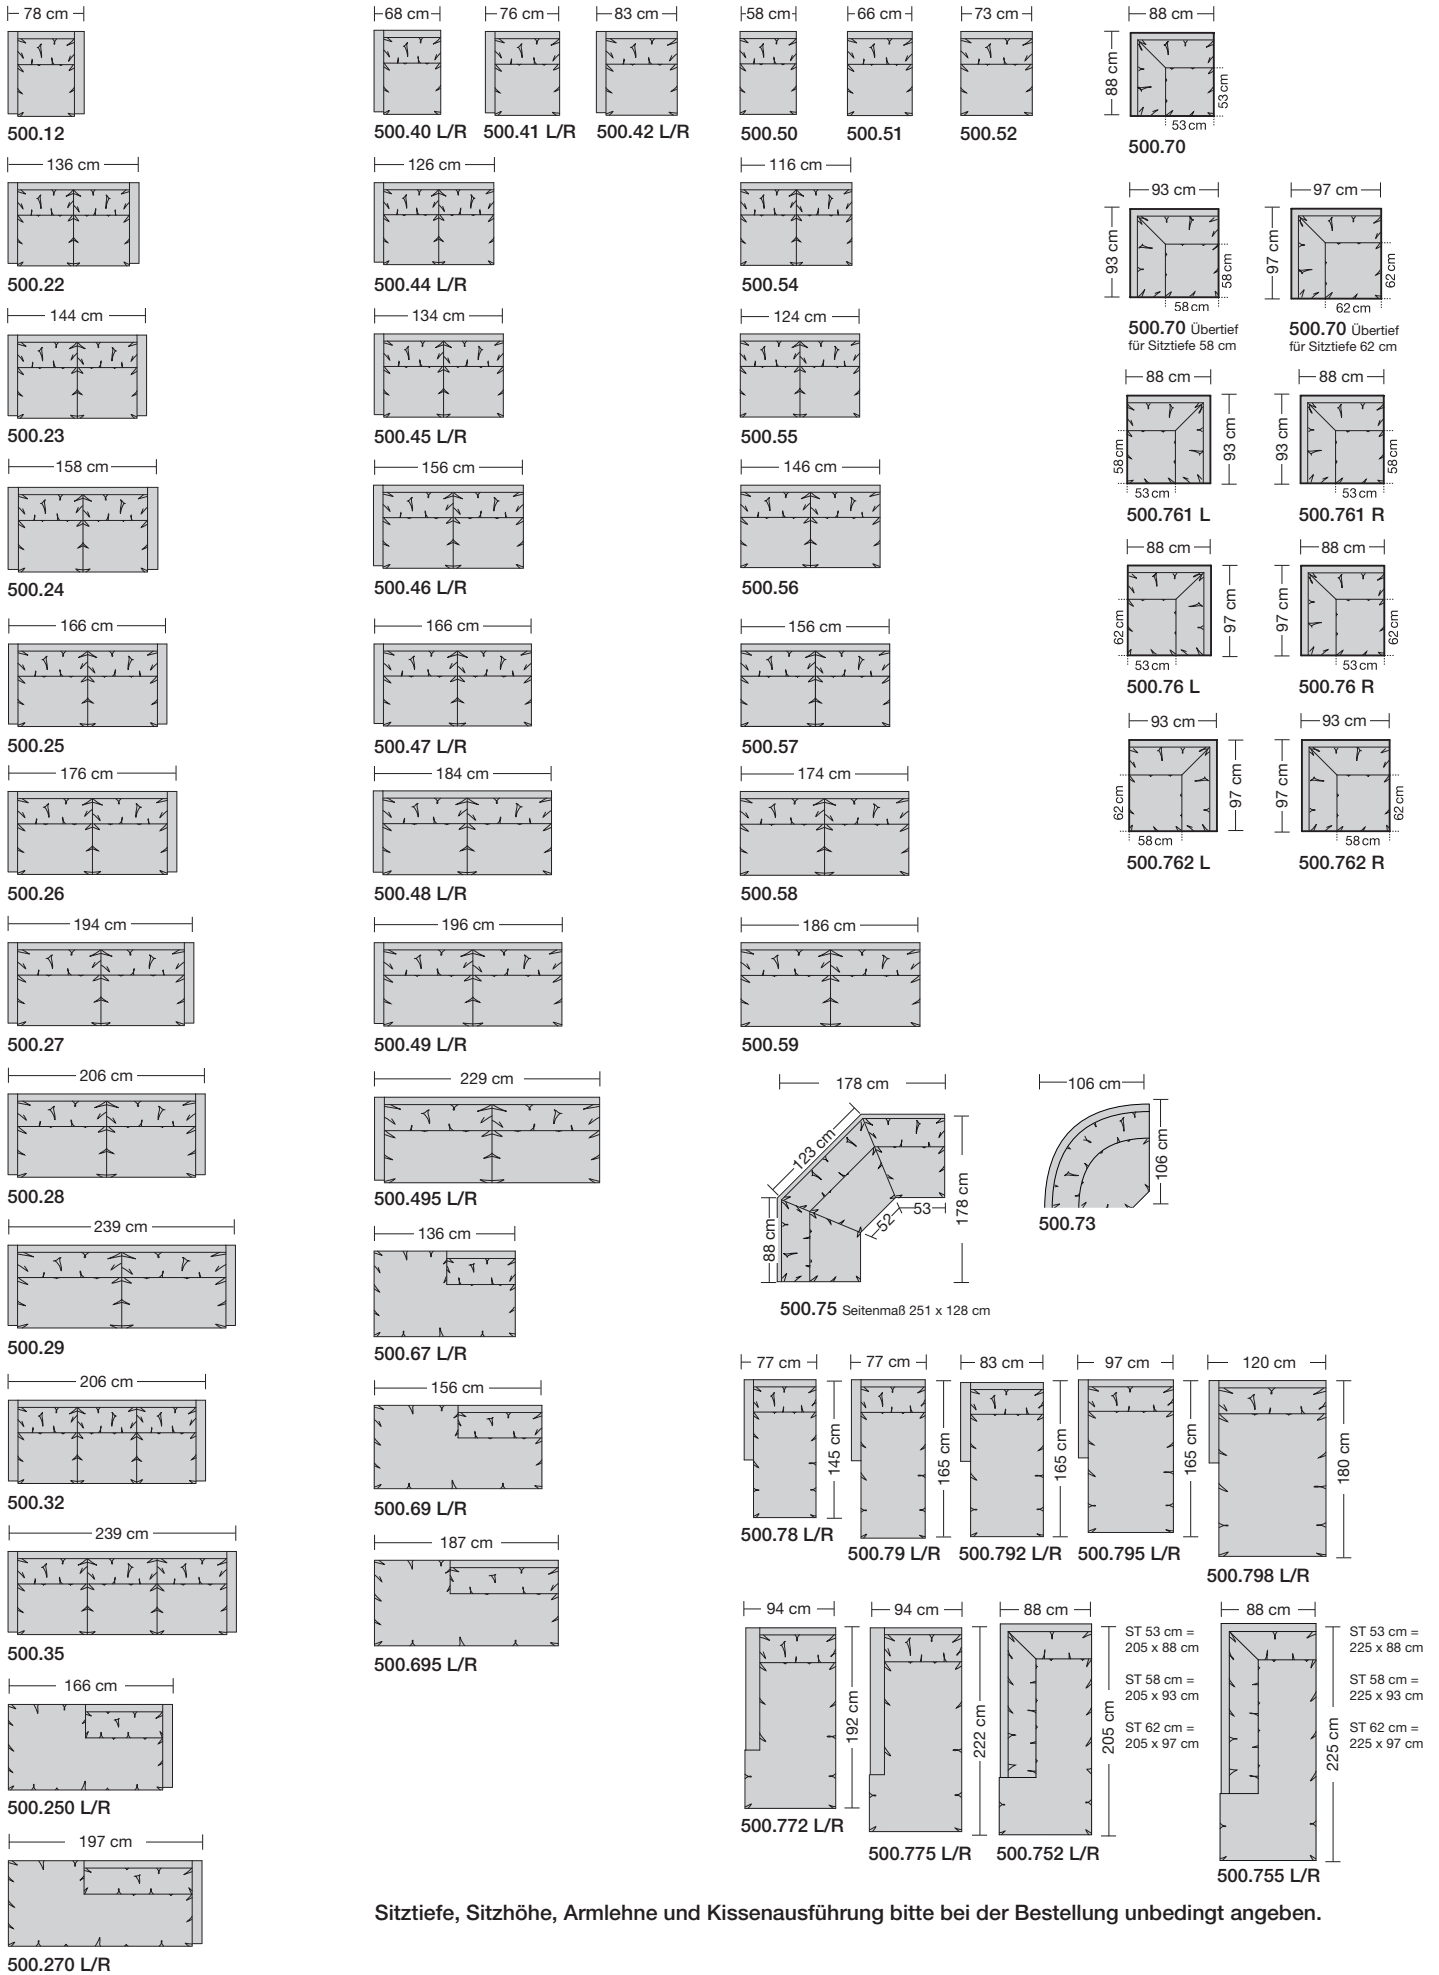 78 cm
68 cm
76 cm
83 cm
58 cm
66 cm
73 cm
88 cm
88 cm
53 cm
53 cm
500.12
500.40 L/R
500.41 L/R
500.42 L/R
500.50
500.51
500.52
500.70
136 cm
126 cm
116 cm
93 cm
97 cm
93 cm
58 cm
58 cm
97 cm
62 cm
62 cm
500.22
500.44 L/R
500.54
500.70 Übertief
für Sitztiefe 58 cm
500.70 Übertief
für Sitztiefe 62 cm
144 cm
134 cm
124 cm
88 cm
88 cm
58 cm
53 cm
93 cm
93 cm
53 cm
58 cm
500.23
500.45 L/R
500.55
500.761 L
500.761 R
158 cm
156 cm
146 cm
88 cm
88 cm
62 cm
53 cm
97 cm
97 cm
53 cm
62 cm
500.24
500.46 L/R
500.56
500.76 L
500.76 R
166 cm
166 cm
156 cm
93 cm
93 cm
62 cm
58 cm
97 cm
97 cm
58 cm
62 cm
500.25
500.47 L/R
500.57
500.762 L
500.762 R
176 cm
184 cm
174 cm
500.26
500.48 L/R
500.58
194 cm
196 cm
186 cm
500.27
500.49 L/R
500.59
206 cm
229 cm
178 cm
106 cm
123 cm
88 cm
52
53
178 cm
106 cm
500.28
500.495 L/R
500.73
500.75 Seitenmaß 251 x 128 cm
239 cm
136 cm
500.29
500.67 L/R
206 cm
156 cm
77 cm
77 cm
83 cm
97 cm
120 cm
145 cm
165 cm
165 cm
165 cm
180 cm
500.32
500.69 L/R
500.78 L/R
500.79 L/R
500.792 L/R
500.795 L/R
500.798 L/R
239 cm
187 cm
500.35
500.695 L/R
94 cm
94 cm
88 cm
88 cm
192 cm
222 cm
205 cm
ST 53 cm =
205 x 88 cm
ST 58 cm =
205 x 93 cm
ST 62 cm =
205 x 97 cm
225 cm
ST 53 cm =
225 x 88 cm
ST 58 cm =
225 x 93 cm
ST 62 cm =
225 x 97 cm
500.772 L/R
500.775 L/R
500.752 L/R
500.755 L/R
166 cm
500.250 L/R
197 cm
500.270 L/R
Sitztiefe, Sitzhöhe, Armlehne und Kissenausführung bitte bei der Bestellung unbedingt angeben.